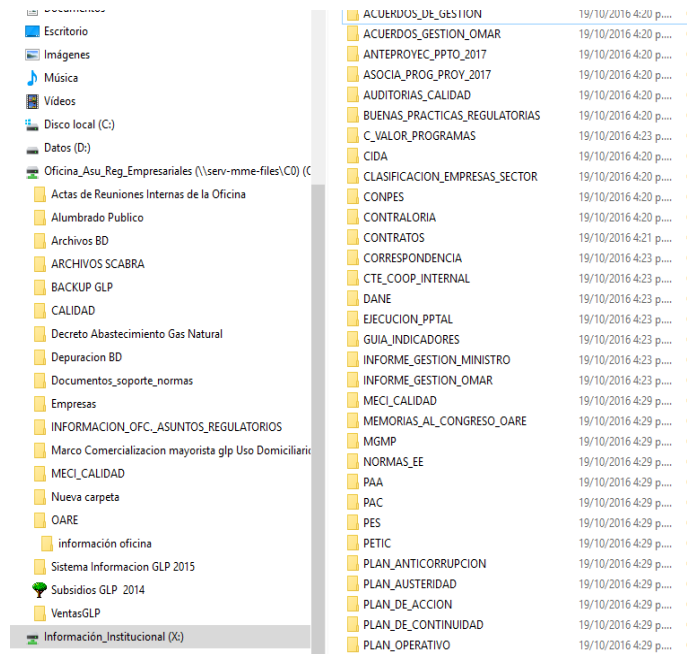 Documentos
Escritorio
Imágenes
Música
Vídeos
Disco local (C:)
Datos (D:)
Oficina_Asu_Reg_Empresariales (\\serv-mme-files\C0) (O
Actas de Reuniones Internas de la Oficina
Alumbrado Publico
Archivos BD
ARCHIVOS SCABRA
BACKUP GLP
CALIDAD
Decreto Abastecimiento Gas Natural
Depuracion BD
Documentos_soporte_normas
Empresas
INFORMACION_OFC._ASUNTOS_REGULATORIOS
Marco Comercializacion mayorista glp Uso Domiciliario
MECI_CALIDAD
Nueva carpeta
OARE
información oficina
Sistema Informacion GLP 2015
Subsidios GLP 2014
VentasGLP
Información_Institucional (X:)
ACUERDOS_DE_GESTION 19/10/2016 4:20 p....
ACUERDOS_GESTION_OMAR 19/10/2016 4:20 p....
ANTEPROYEC_PPTO_2017 19/10/2016 4:20 p....
ASOCIA_PROG_PROY_2017 19/10/2016 4:20 p....
AUDITORIAS_CALIDAD 19/10/2016 4:20 p....
BUENAS_PRACTICAS_REGULATORIAS 19/10/2016 4:20 p....
C_VALOR_PROGRAMAS 19/10/2016 4:23 p....
CIDA 19/10/2016 4:20 p....
CLASIFICACION_EMPRESAS_SECTOR 19/10/2016 4:20 p....
CONPES 19/10/2016 4:20 p....
CONTRALORIA 19/10/2016 4:20 p....
CONTRATOS 19/10/2016 4:21 p....
CORRESPONDENCIA 19/10/2016 4:23 p....
CTE_COOP_INTERNAL 19/10/2016 4:23 p....
DANE 19/10/2016 4:23 p....
EJECUCION_PPTAL 19/10/2016 4:23 p....
GUIA_INDICADORES 19/10/2016 4:23 p....
INFORME_GESTION_MINISTRO 19/10/2016 4:23 p....
INFORME_GESTION_OMAR 19/10/2016 4:23 p....
MECI_CALIDAD 19/10/2016 4:29 p....
MEMORIAS_AL_CONGRESO_OARE 19/10/2016 4:29 p....
MGMP 19/10/2016 4:29 p....
NORMAS_EE 19/10/2016 4:29 p....
PAA 19/10/2016 4:29 p....
PAC 19/10/2016 4:29 p....
PES 19/10/2016 4:29 p....
PETIC 19/10/2016 4:29 p....
PLAN_ANTICORRUPCION 19/10/2016 4:29 p....
PLAN_AUSTERIDAD 19/10/2016 4:29 p....
PLAN_DE_ACCION 19/10/2016 4:29 p....
PLAN_DE_CONTINUIDAD 19/10/2016 4:29 p....
PLAN_OPERATIVO 19/10/2016 4:29 p....